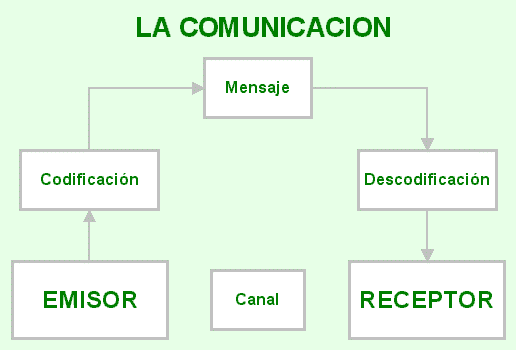 LA COMUNICACION
Mensaje
Codificación
Descodificación
EMISOR
Canal
RECEPTOR